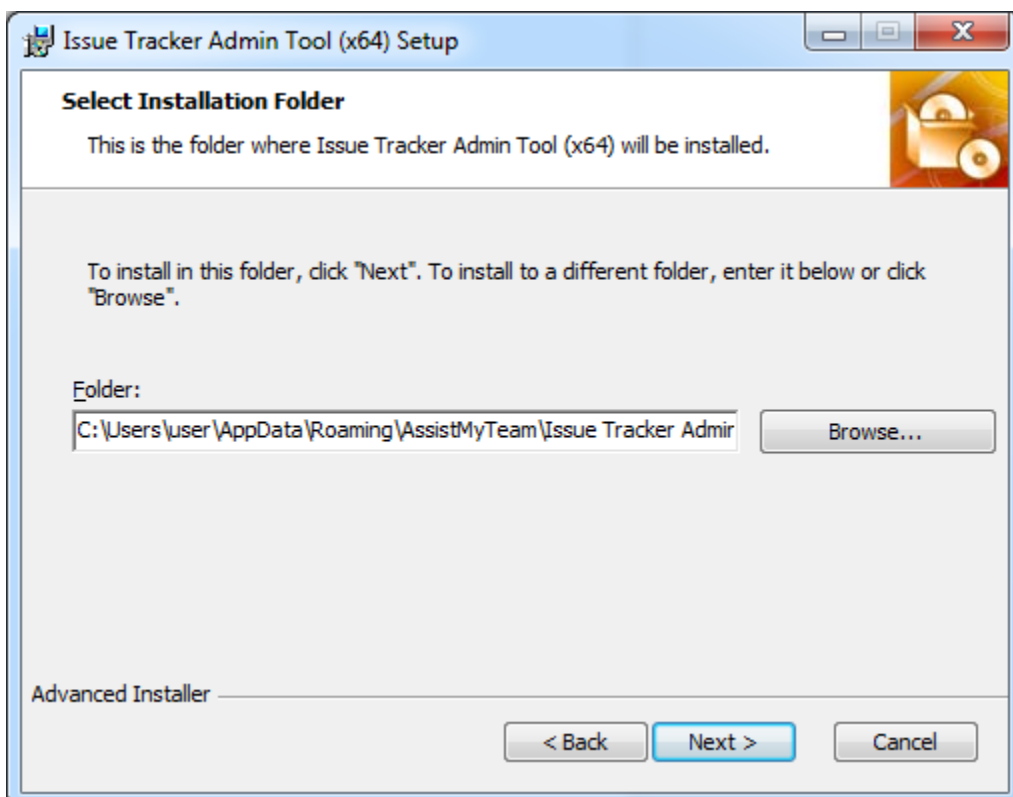 Issue Tracker Admin Tool (x64) Setup
Select Installation Folder
This is the folder where Issue Tracker Admin Tool (x64) will be installed.
To install in this folder, click "Next". To install to a different folder, enter it below or click
"Browse".
Folder:
C:\Users\user\AppData\Roaming\AssistMyTeam\Issue Tracker Admir
Browse...
Advanced Installer
< Back
Next >
Cancel